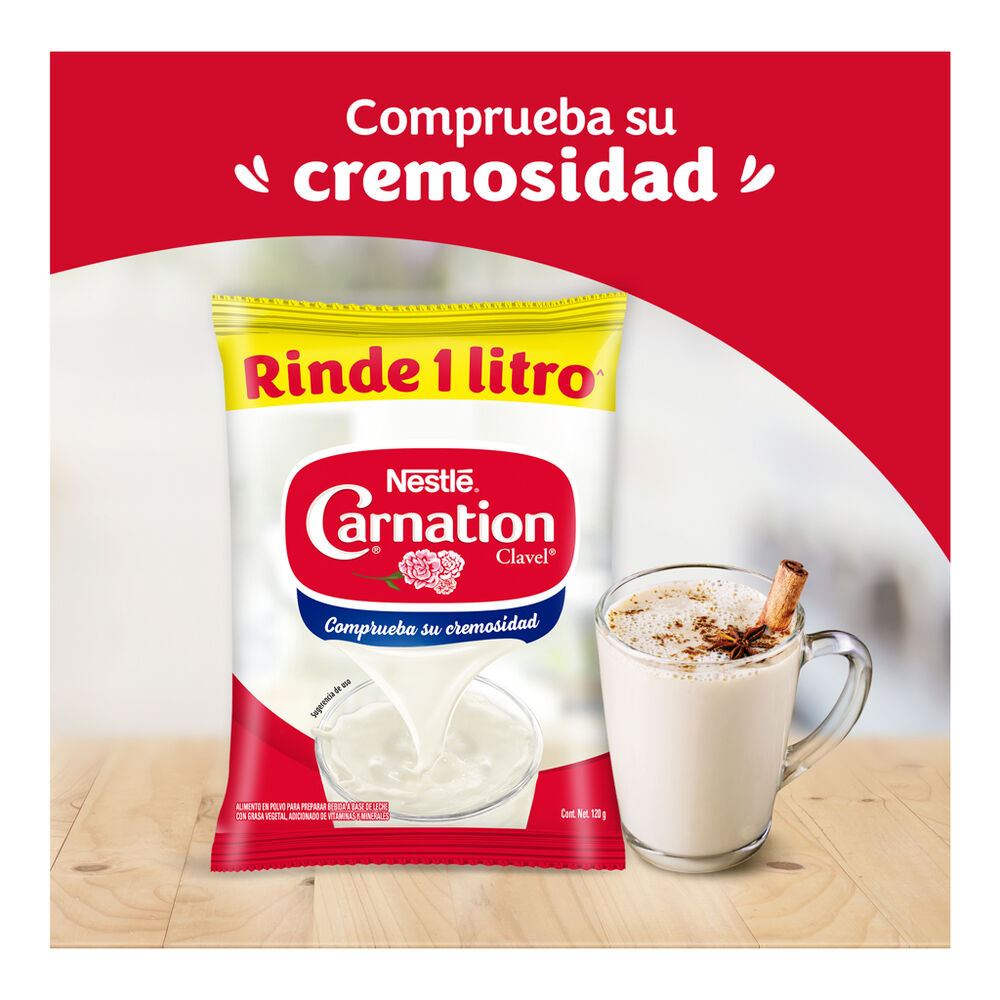 Comprueba su
cremosidad
Rinde 1 litro^
Nestlé®
Carnation®
Clavel®
Comprueba su cremosidad
Sugerencia de uso
ALIMENTO EN POLVO PARA PREPARAR BEBIDA A BASE DE LECHE
CON GRASA VEGETAL, ADICIONADO DE VITAMINAS Y MINERALES
Cont. Net. 120 g